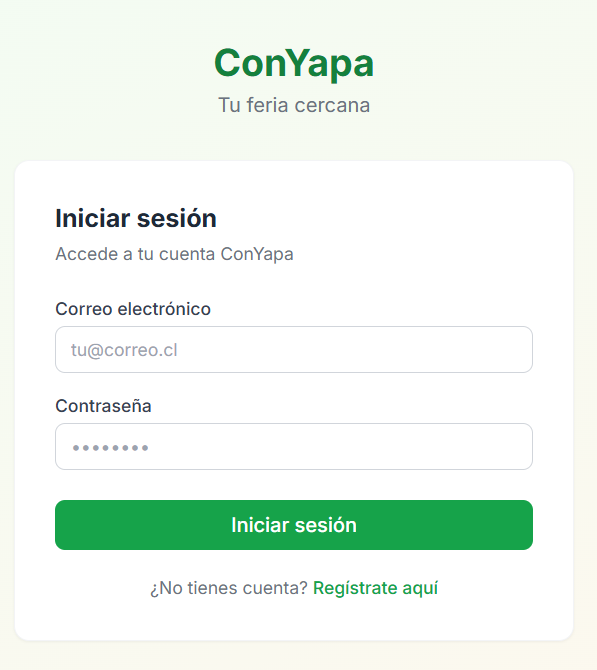 ConYapa
Tu feria cercana
Iniciar sesión
Accede a tu cuenta ConYapa
Correo electrónico
tu@correo.cl
Contraseña
••••••••
Iniciar sesión
¿No tienes cuenta? Regístrate aquí